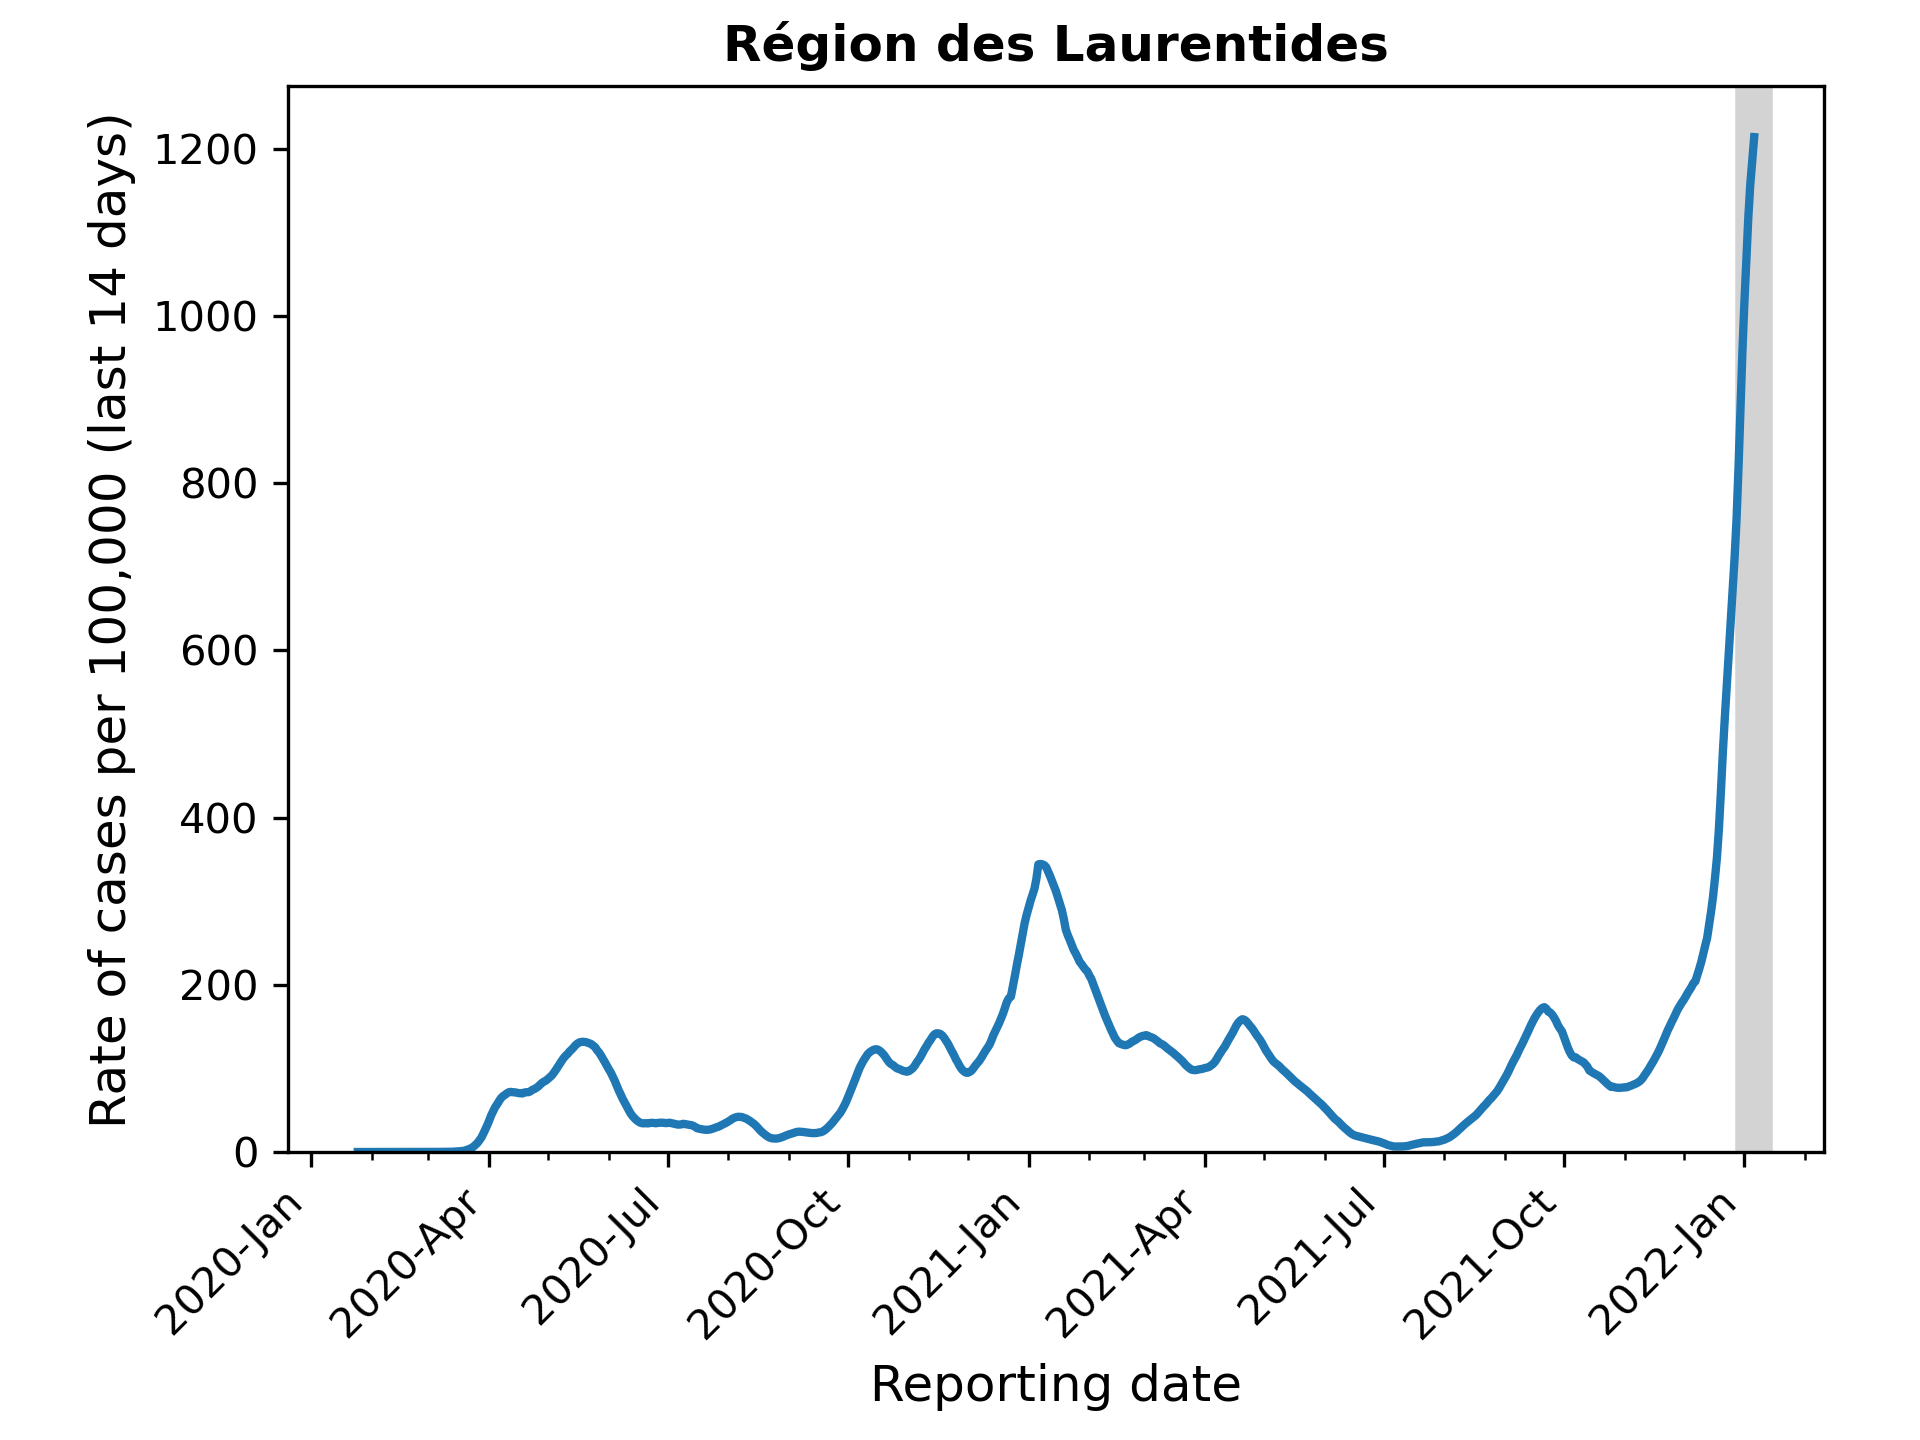 Région des Laurentides
Rate of cases per 100,000 (last 14 days)
1200
1000
800
600
400
200
0
2020-Jan
2020-Apr
2020-Jul
2020-Oct
2021-Jan
2021-Apr
2021-Jul
2021-Oct
2022-Jan
Reporting date